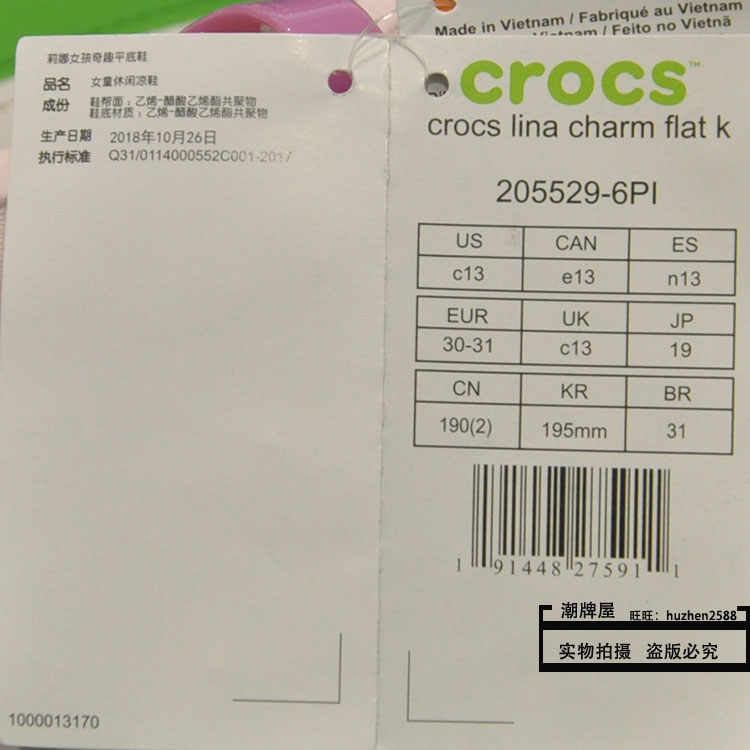 Made in Vietnam / Fabriqué au Vietnam
Vietnam / Feito no Vietnã
莉娜女孩奇趣平底鞋
品名 女童休闲凉鞋
成份 鞋帮面：乙烯-醋酸乙烯酯共聚物
鞋底材质：乙烯-醋酸乙烯酯共聚物
生产日期 2018年10月26日
执行标准 Q31/0114000552C001-2017
1000013170
crocs™
crocs lina charm flat k
205529-6PI
US CAN ES
c13 e13 n13
EUR UK JP
30-31 c13 19
CN KR BR
190(2) 195mm 31
1 91448 27591 1
潮牌屋 旺旺：huzhen2588
实物拍摄 盗版必究